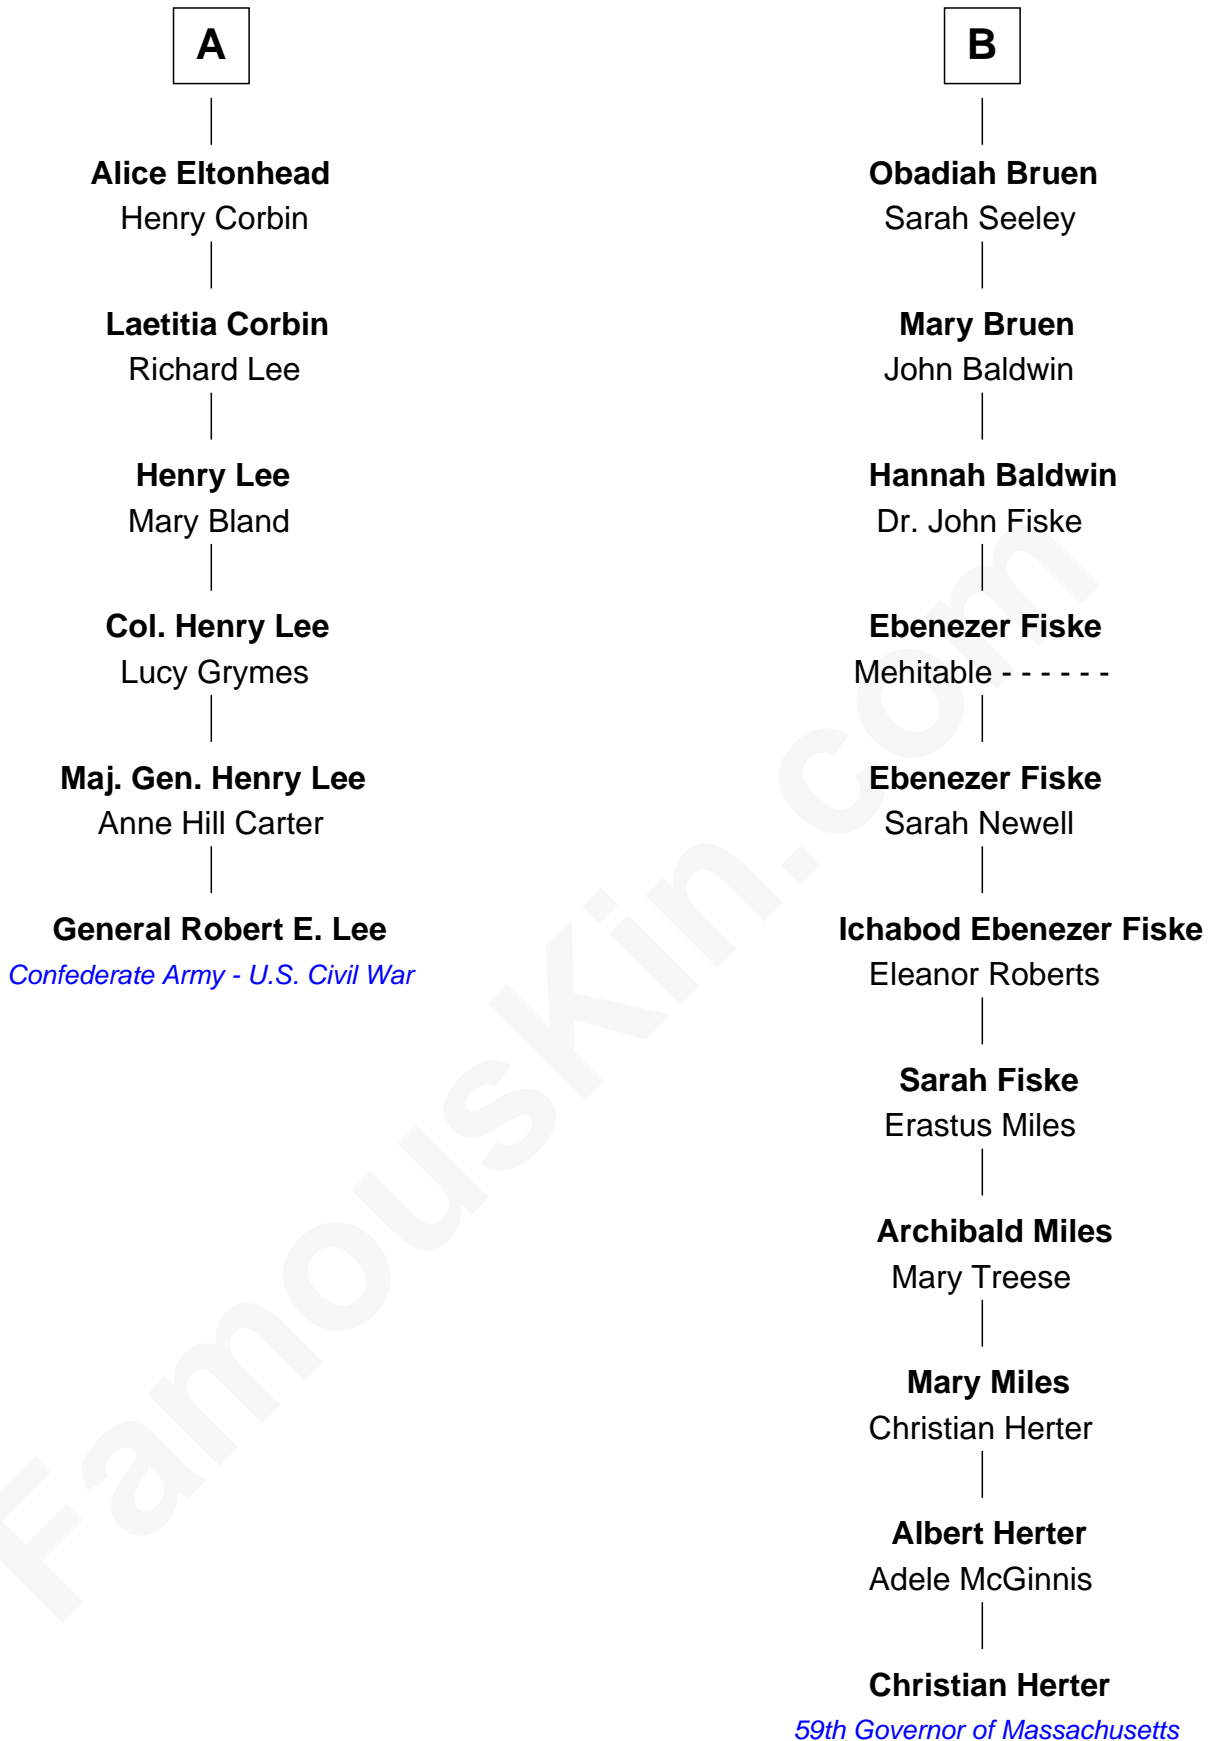 A
Alice Eltonhead
Henry Corbin
Laetitia Corbin
Richard Lee
Henry Lee
Mary Bland
Col. Henry Lee
Lucy Grymes
Maj. Gen. Henry Lee
Anne Hill Carter
General Robert E. Lee
Confederate Army - U.S. Civil War
B
Obadiah Bruen
Sarah Seeley
Mary Bruen
John Baldwin
Hannah Baldwin
Dr. John Fiske
Ebenezer Fiske
Mehitable - - - - - -
Ebenezer Fiske
Sarah Newell
Ichabod Ebenezer Fiske
Eleanor Roberts
Sarah Fiske
Erastus Miles
Archibald Miles
Mary Treese
Mary Miles
Christian Herter
Albert Herter
Adele McGinnis
Christian Herter
59th Governor of Massachusetts
FamousKin.com